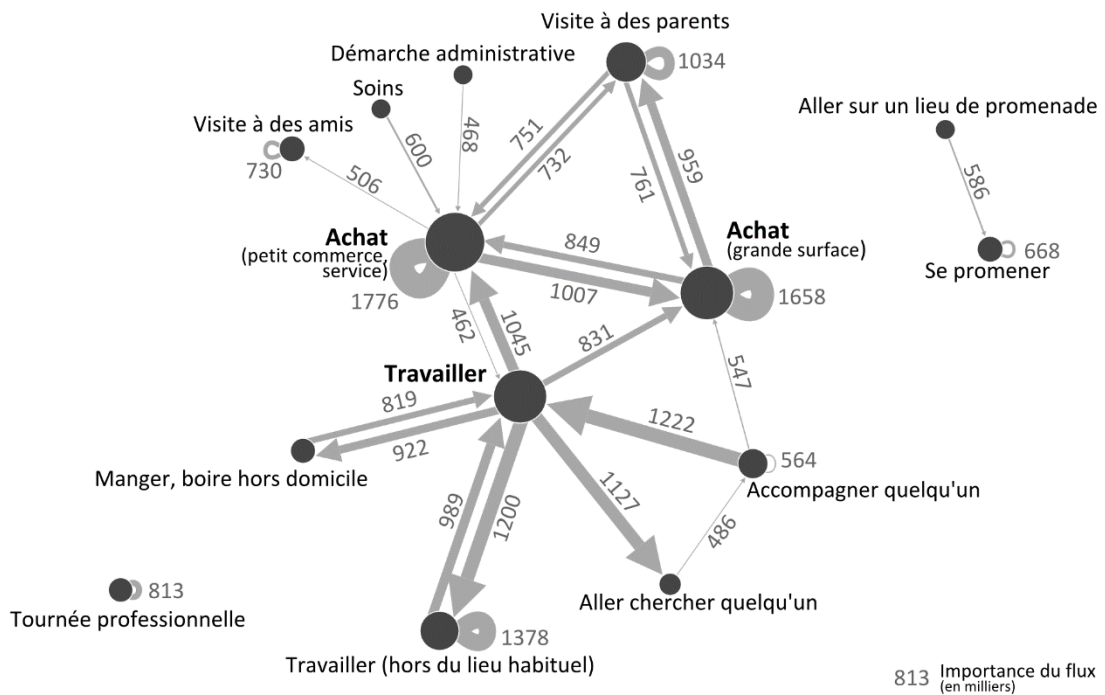 Visite à des parents
1034
Démarche administrative
Soins
Visite à des amis
730
506
600
468
751
732
761
959
Aller sur un lieu de promenade
586
668
Se promener
Achat
(petit commerce,
service)
1776
849
1007
Achat
(grande surface)
1658
462
1045
831
547
Travailler
819
922
Manger, boire hors domicile
1222
564
Accompagner quelqu'un
1127
486
Aller chercher quelqu'un
989
1200
813
Tournée professionnelle
1378
Travailler (hors du lieu habituel)
813 Importance du flux
(en milliers)